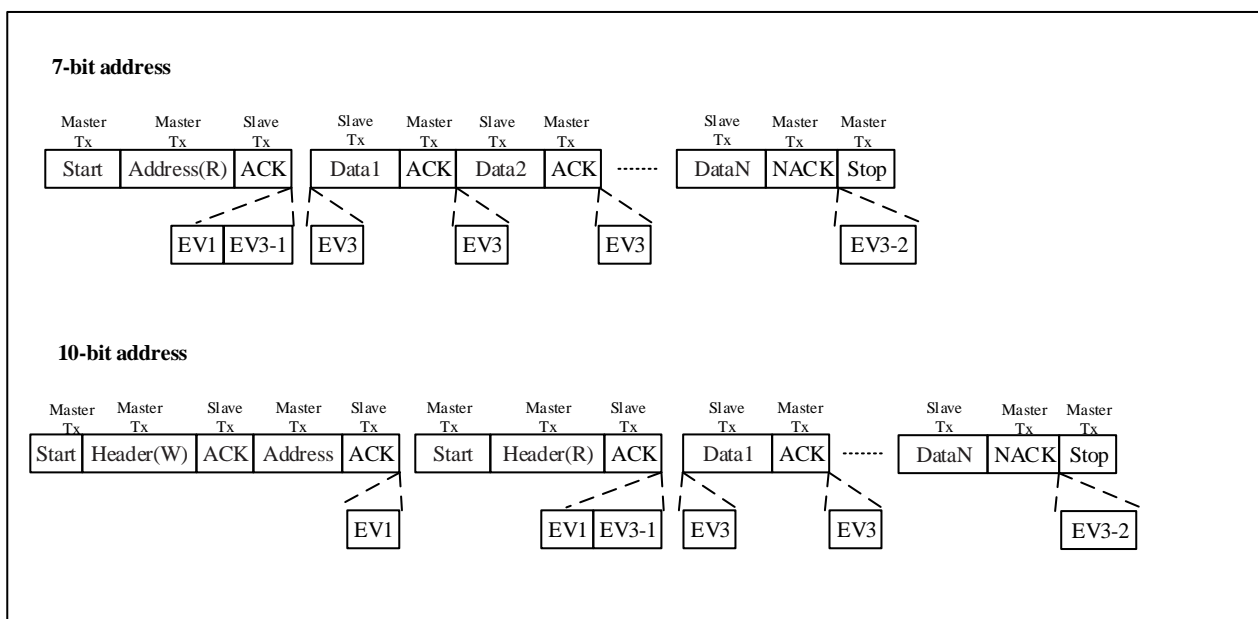 7-bit address
Master Master Slave Slave Master Slave Master Slave Master Master
Tx Tx Tx Tx Tx Tx Tx Tx Tx Tx
Start Address(R) ACK Data1 ACK Data2 ACK ........ DataN NACK Stop
EV1 EV3-1 EV3 EV3 EV3 EV3-2
10-bit address
Master Master Slave Master Slave Master Master Slave Slave Master Slave Master Master
Tx Tx Tx Tx Tx Tx Tx Tx Tx Tx Tx Tx Tx
Start Header(W) ACK Address ACK Start Header(R) ACK Data1 ACK ........ DataN NACK Stop
EV1 EV1 EV3-1 EV3 EV3 EV3-2